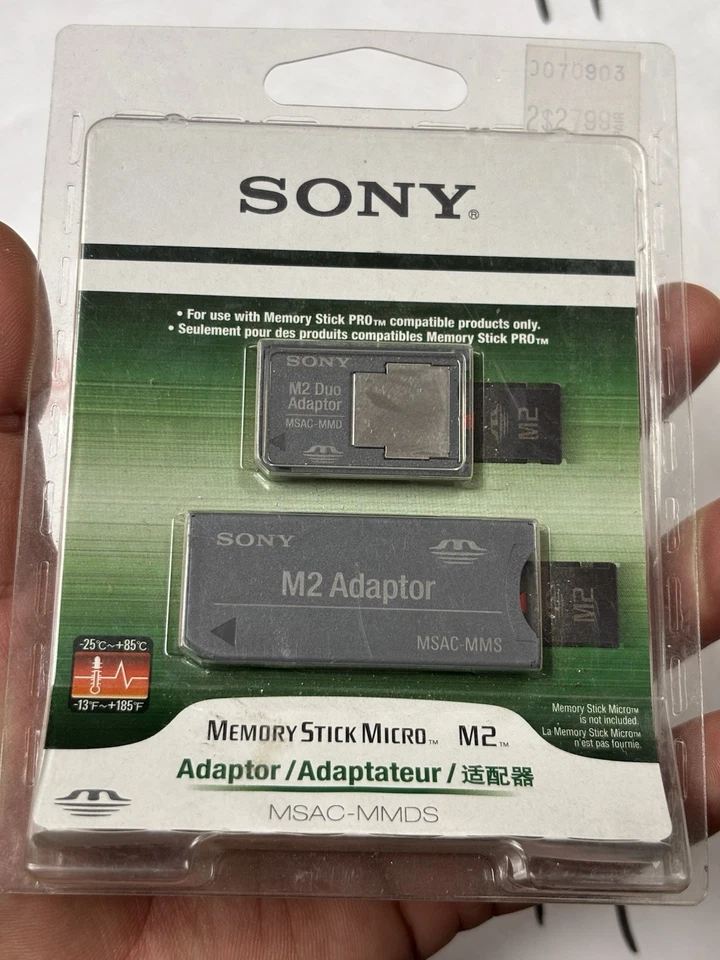 0070903
2$2799
SONY®
• For use with Memory Stick PRO™ compatible products only.
• Seulement pour des produits compatibles Memory Stick PRO™
SONY
M2 Duo
Adaptor
MSAC-MMD
M2
SONY
M2 Adaptor
MSAC-MMS
M2
-25°C~+85°C
-13°F~+185°F
Memory Stick Micro™
is not included.
La Memory Stick Micro™
n'est pas fournie.
MEMORY STICK MICRO™ M2™
Adaptor/Adaptateur/适配器
MSAC-MMDS